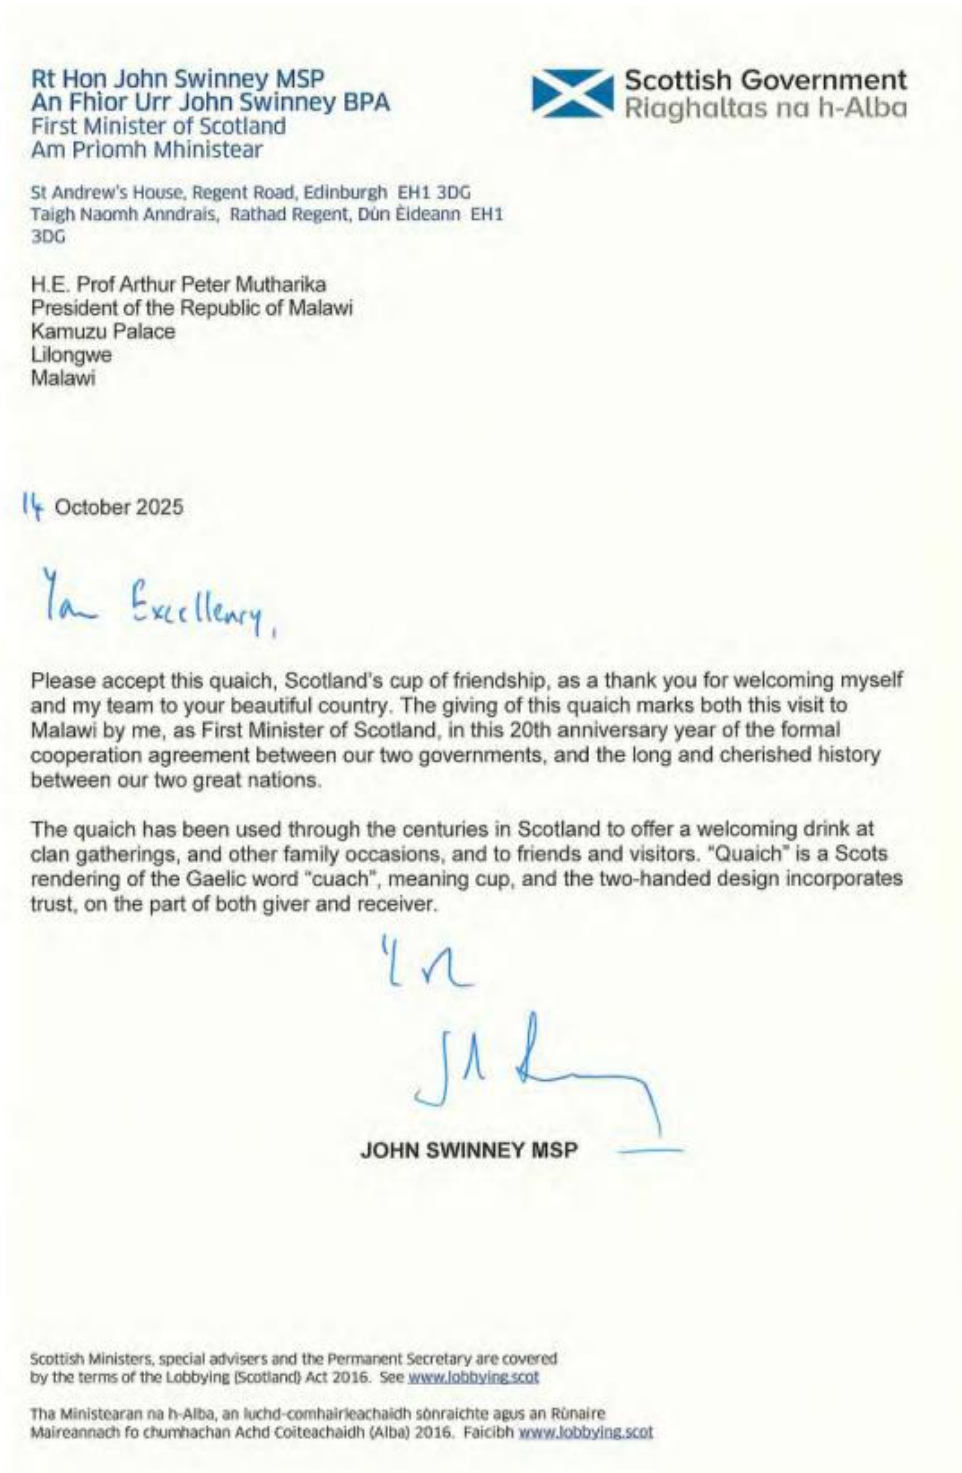 Rt Hon John Swinney MSP
An Fhìor Urr John Swinney BPA
First Minister of Scotland
Am Prìomh Mhinistear
Scottish Government
Riaghaltas na h-Alba
St Andrew's House, Regent Road, Edinburgh EH1 3DG
Taigh Naomh Anndrais, Rathad Regent, Dùn Èideann EH1
3DG
H.E. Prof Arthur Peter Mutharika
President of the Republic of Malawi
Kamuzu Palace
Lilongwe
Malawi
14 October 2025
Your Excellency,
Please accept this quaich, Scotland's cup of friendship, as a thank you for welcoming myself
and my team to your beautiful country. The giving of this quaich marks both this visit to
Malawi by me, as First Minister of Scotland, in this 20th anniversary year of the formal
cooperation agreement between our two governments, and the long and cherished history
between our two great nations.
The quaich has been used through the centuries in Scotland to offer a welcoming drink at
clan gatherings, and other family occasions, and to friends and visitors. “Quaich” is a Scots
rendering of the Gaelic word “cuach”, meaning cup, and the two-handed design incorporates
trust, on the part of both giver and receiver.
JOHN SWINNEY MSP
Scottish Ministers, special advisers and the Permanent Secretary are covered
by the terms of the Lobbying (Scotland) Act 2016. See www.lobbying.scot
Tha Ministearan na h-Alba, an luchd-comhairleachaidh sònraichte agus an Rùnaire
Maireannach fo chumhachan Achd Coiteachaidh (Alba) 2016. Faicibh www.lobbying.scot